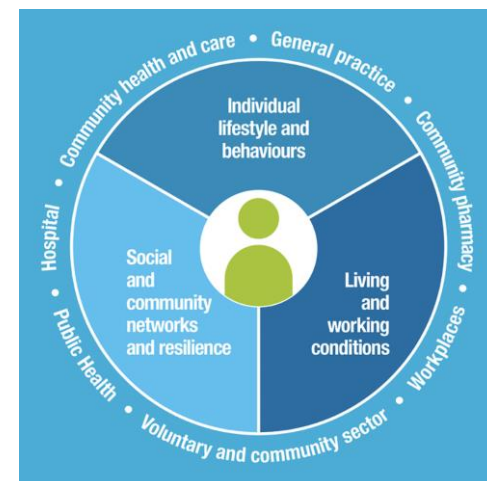 Community health and care • General practice • Community pharmacy • Workplaces • Voluntary and community sector • Public Health • Hospital •
Individual
lifestyle and
behaviours
Social
and
community
networks
and resilience
Living
and
working
conditions